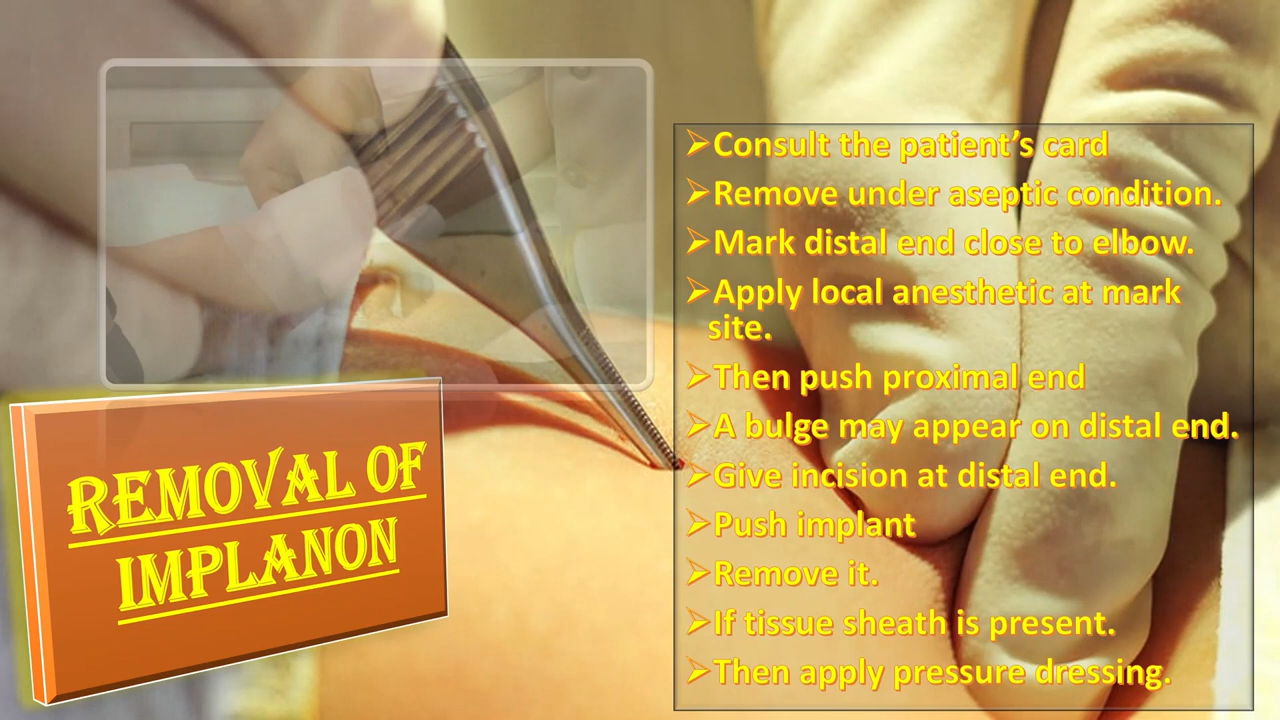 REMOVAL OF
IMPLANON
➢Consult the patient’s card
➢Remove under aseptic condition.
➢Mark distal end close to elbow.
➢Apply local anesthetic at mark
site.
➢Then push proximal end
➢A bulge may appear on distal end.
➢Give incision at distal end.
➢Push implant
➢Remove it.
➢If tissue sheath is present.
➢Then apply pressure dressing.